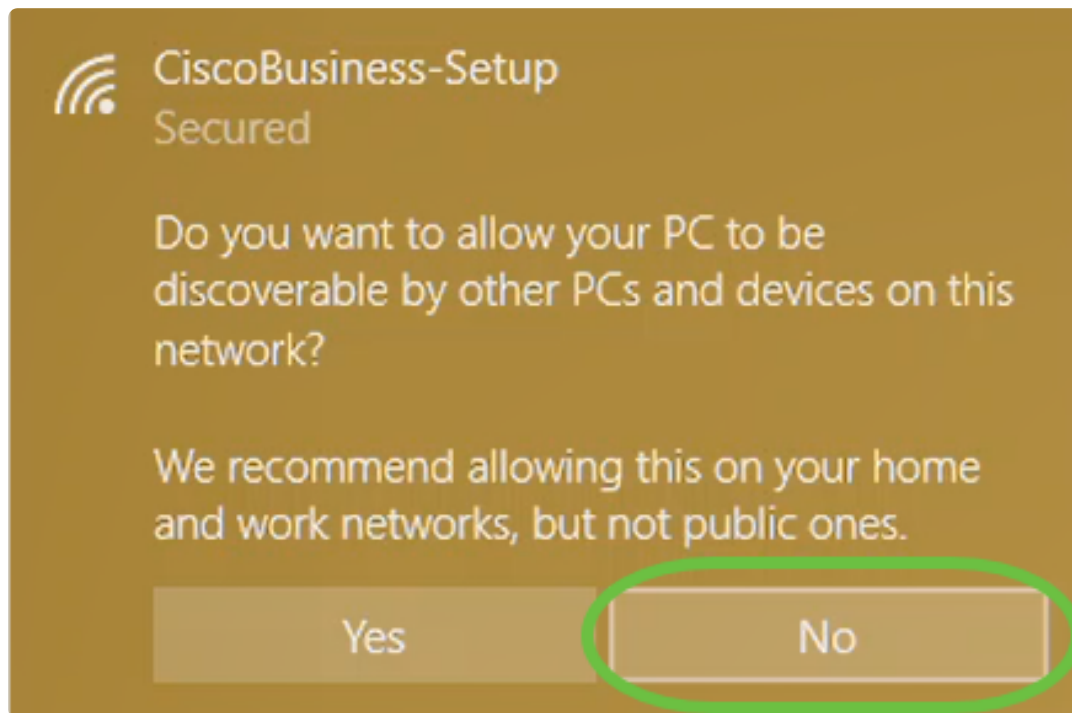 CiscoBusiness-Setup
Secured
Do you want to allow your PC to be
discoverable by other PCs and devices on this
network?
We recommend allowing this on your home
and work networks, but not public ones.
Yes No